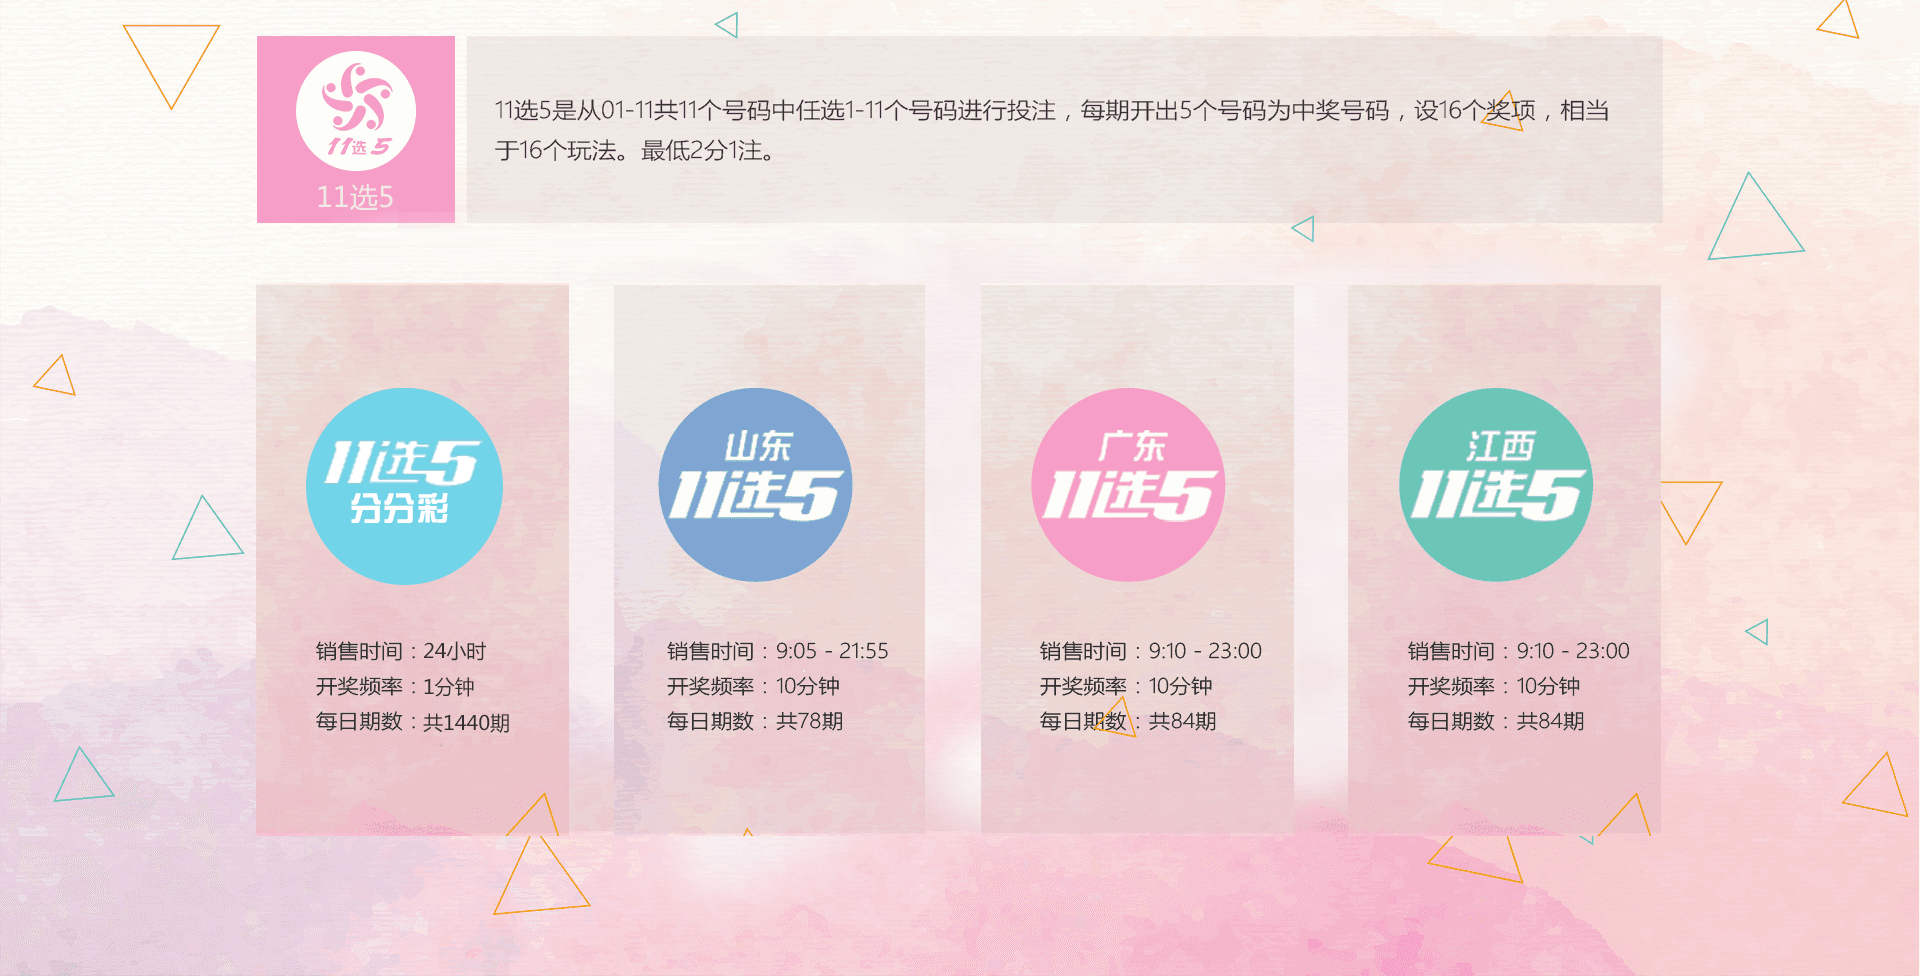 11选5
11选5
11选5是从01-11共11个号码中任选1-11个号码进行投注，每期开出5个号码为中奖号码，设16个奖项，相当
于16个玩法。最低2分1注。
11选5
分分彩
销售时间：24小时
开奖频率：1分钟
每日期数：共1440期
山东
11选5
销售时间：9:05 - 21:55
开奖频率：10分钟
每日期数：共78期
广东
11选5
销售时间：9:10 - 23:00
开奖频率：10分钟
每日期数：共84期
江西
11选5
销售时间：9:10 - 23:00
开奖频率：10分钟
每日期数：共84期